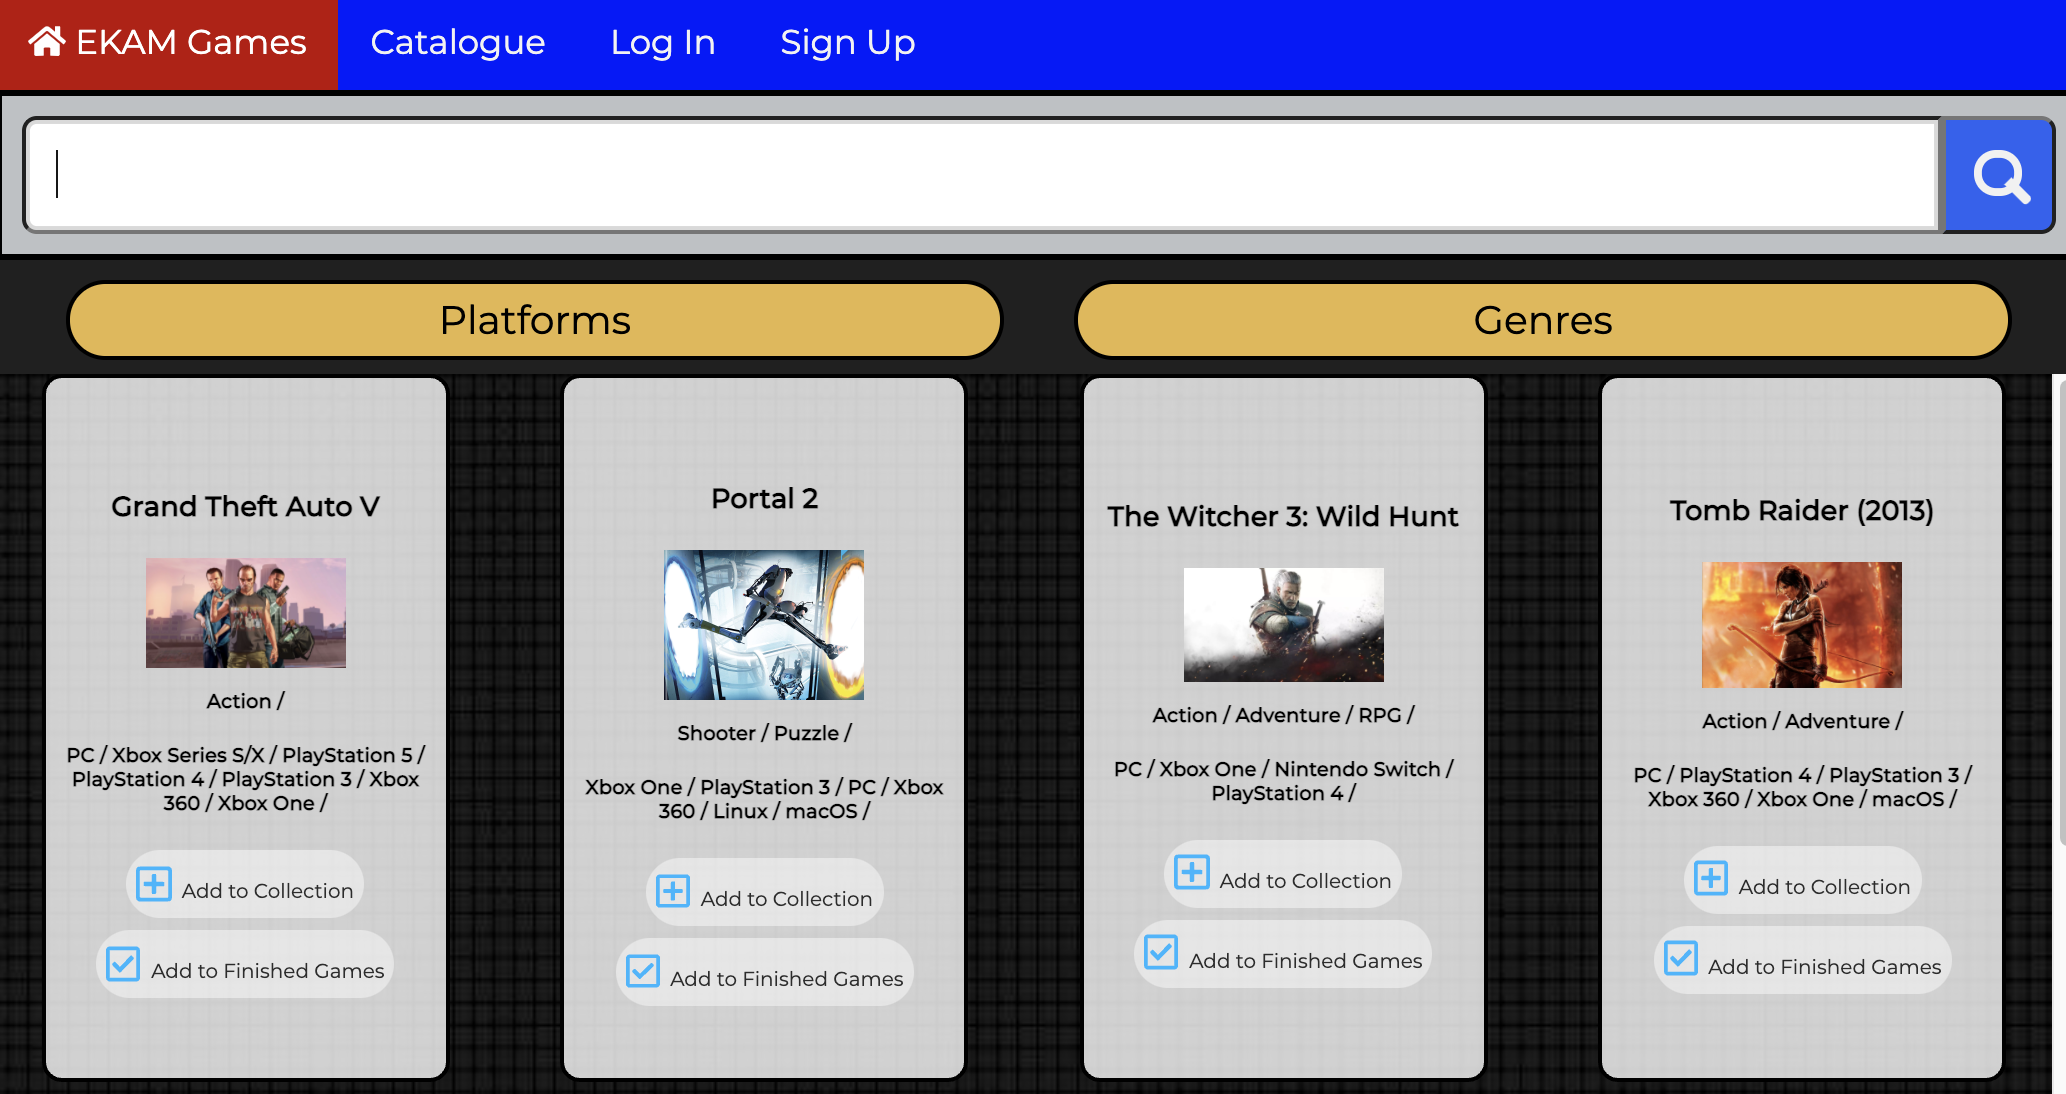 EKAM Games Catalogue Log In Sign Up
Platforms Genres
Grand Theft Auto V
Action /
PC / Xbox Series S/X / PlayStation 5 /
PlayStation 4 / PlayStation 3 / Xbox
360 / Xbox One /
Add to Collection
Add to Finished Games
Portal 2
Shooter / Puzzle /
Xbox One / PlayStation 3 / PC / Xbox
360 / Linux / macOS /
Add to Collection
Add to Finished Games
The Witcher 3: Wild Hunt
Action / Adventure / RPG /
PC / Xbox One / Nintendo Switch /
PlayStation 4 /
Add to Collection
Add to Finished Games
Tomb Raider (2013)
Action / Adventure /
PC / PlayStation 4 / PlayStation 3 /
Xbox 360 / Xbox One / macOS /
Add to Collection
Add to Finished Games